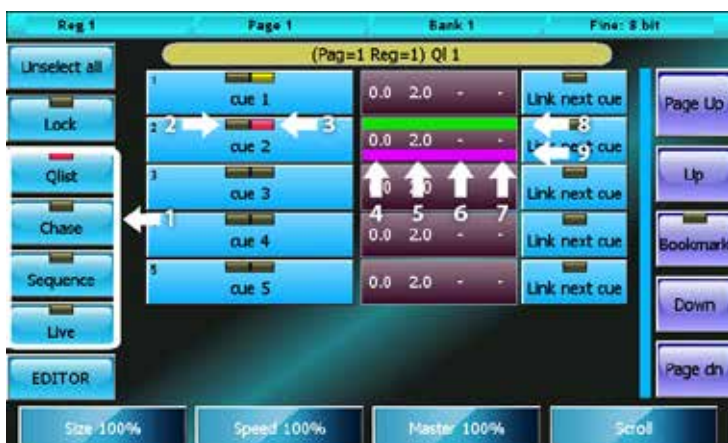 Reg 1 Page 1 Bank 1 Fine: 8 bit
(Pag=1 Reg=1) Ql 1
Unselect all
Lock
Qlist
Chase
Sequence
Live
EDITOR
1 cue 1 0.0 2.0 - - Link next cue
2 cue 2 0.0 2.0 - - Link next cue
3 cue 3 Link next cue
cue 4 0.0 2.0 - - Link next cue
5 cue 5 0.0 2.0 - - Link next cue
2 3 8
9
1 4 5 6 7
Page Up
Up
Bookmark
Down
Page dn
Size 100% Speed 100% Master 100% Scroll